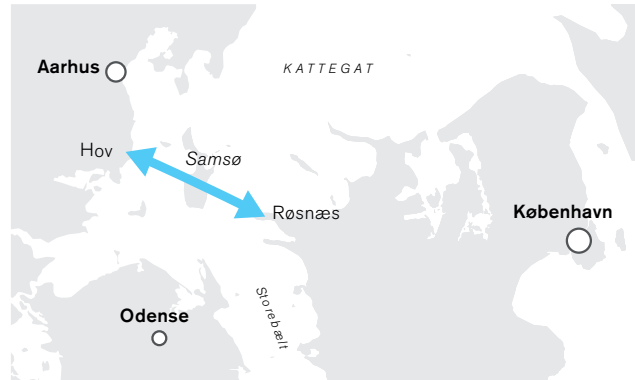 Aarhus
KATTEGAT
Hov
Samsø
Røsnæs
København
Storebælt
Odense